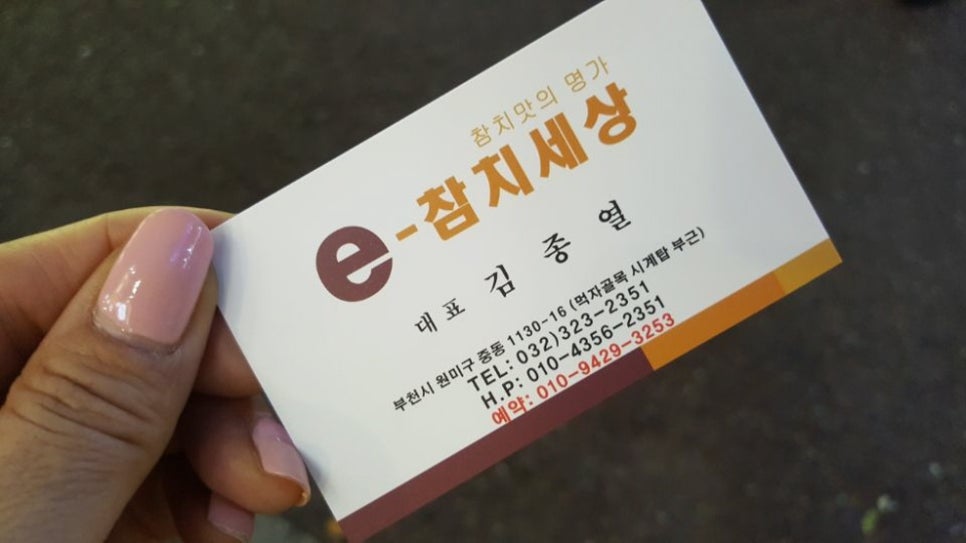 참치맛의 명가
e-참치세상
대표 김종열
부천시 원미구 중동 1130-16 (먹자골목 시계탑 부근)
TEL: 032)323-2351
H.P: 010-4356-2351
예약: 010-9429-3253